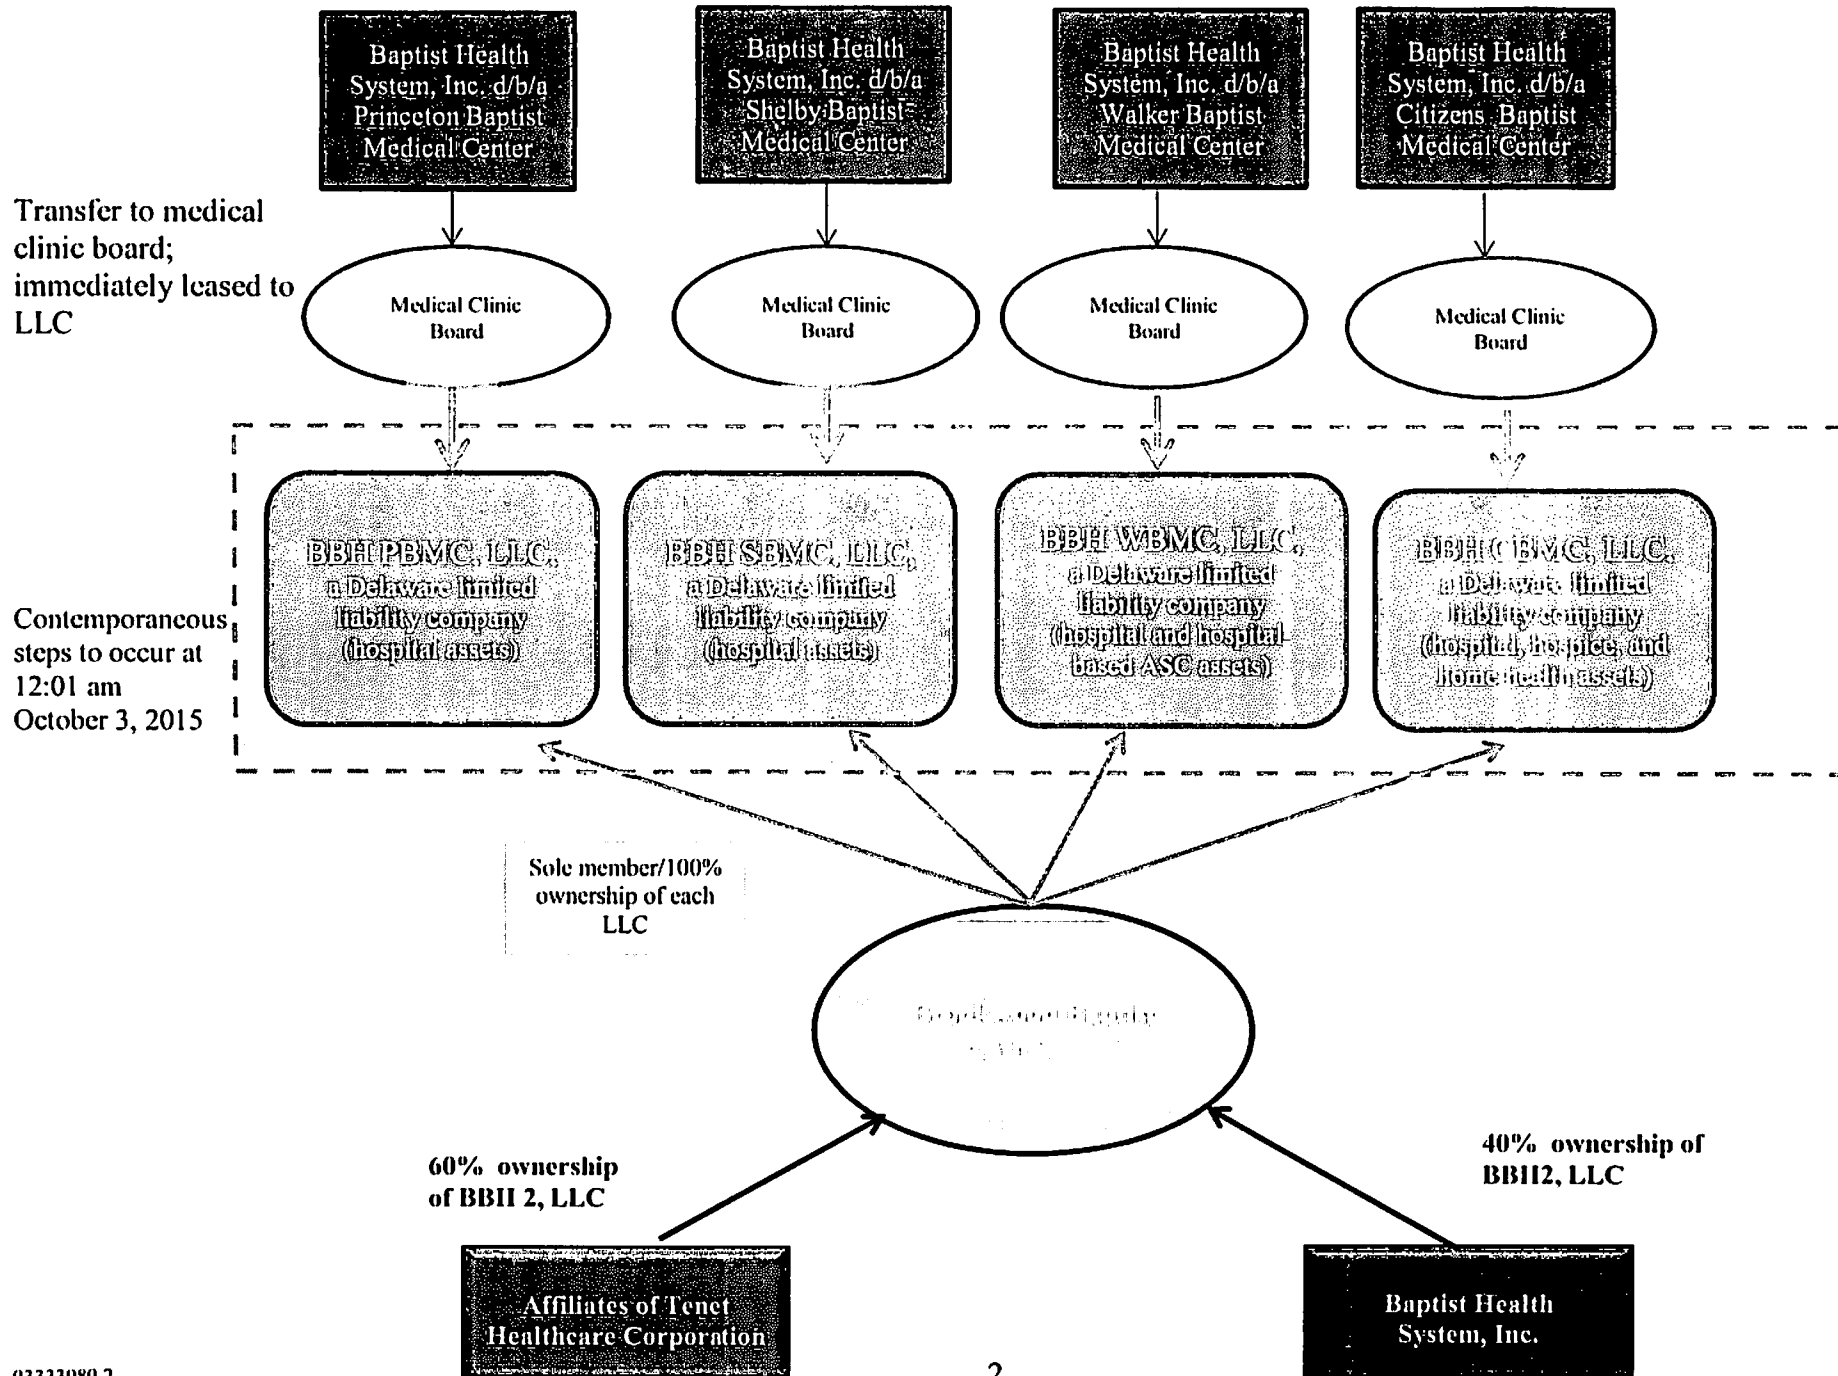 Baptist Health
System, Inc. d/b/a
Princeton Baptist
Medical Center
Baptist Health
System, Inc. d/b/a
Shelby Baptist
Medical Center
Baptist Health
System, Inc. d/b/a
Walker Baptist
Medical Center
Baptist Health
System, Inc. d/b/a
Citizens Baptist
Medical Center
Transfer to medical
clinic board;
immediately leased to
LLC
Medical Clinic
Board
Medical Clinic
Board
Medical Clinic
Board
Medical Clinic
Board
Contemporaneous
steps to occur at
12:01 am
October 3, 2015
BBH PBMC, LLC,
a Delaware limited
liability company
(hospital assets)
BBH SBMC, LLC,
a Delaware limited
liability company
(hospital assets)
BBH WBMC, LLC,
a Delaware limited
liability company
(hospital and hospital
based ASC assets)
BBH CBMC, LLC,
a Delaware limited
liability company
(hospital, hospice, and
home health assets)
Sole member/100%
ownership of each
LLC
60% ownership
of BBH 2, LLC
40% ownership of
BBH2, LLC
Affiliates of Tenet
Healthcare Corporation
Baptist Health
System, Inc.
2